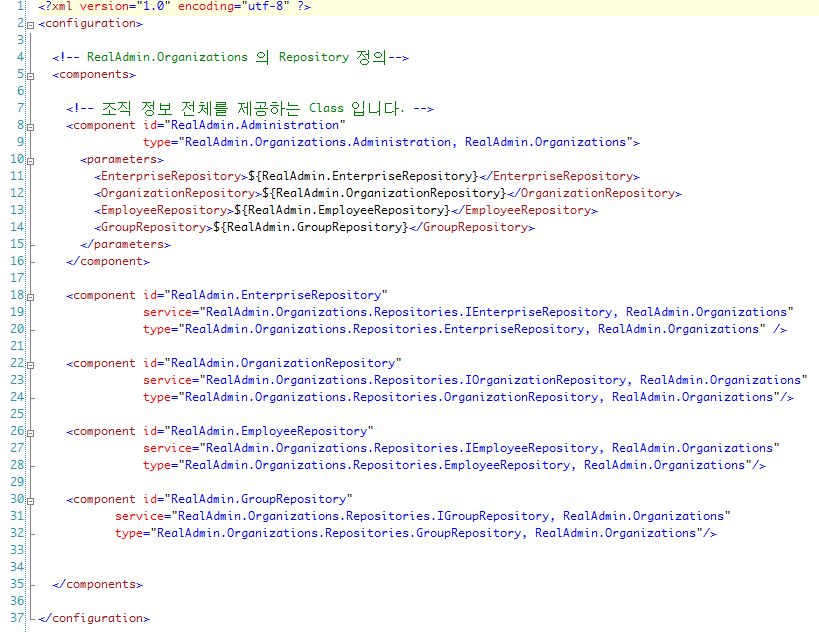 1 <?xml version="1.0" encoding="utf-8" ?>
2 <configuration>
3
4 <!-- RealAdmin.Organizations 의 Repository 정의-->
5 <components>
6
7 <!-- 조직 정보 전체를 제공하는 Class 입니다. -->
8 <component id="RealAdmin.Administration"
9 type="RealAdmin.Organizations.Administration, RealAdmin.Organizations">
10 <parameters>
11 <EnterpriseRepository>${RealAdmin.EnterpriseRepository}</EnterpriseRepository>
12 <OrganizationRepository>${RealAdmin.OrganizationRepository}</OrganizationRepository>
13 <EmployeeRepository>${RealAdmin.EmployeeRepository}</EmployeeRepository>
14 <GroupRepository>${RealAdmin.GroupRepository}</GroupRepository>
15 </parameters>
16 </component>
17
18 <component id="RealAdmin.EnterpriseRepository"
19 service="RealAdmin.Organizations.Repositories.IEnterpriseRepository, RealAdmin.Organizations"
20 type="RealAdmin.Organizations.Repositories.EnterpriseRepository, RealAdmin.Organizations" />
21
22 <component id="RealAdmin.OrganizationRepository"
23 service="RealAdmin.Organizations.Repositories.IOrganizationRepository, RealAdmin.Organizations"
24 type="RealAdmin.Organizations.Repositories.OrganizationRepository, RealAdmin.Organizations"/>
25
26 <component id="RealAdmin.EmployeeRepository"
27 service="RealAdmin.Organizations.Repositories.IEmployeeRepository, RealAdmin.Organizations"
28 type="RealAdmin.Organizations.Repositories.EmployeeRepository, RealAdmin.Organizations"/>
29
30 <component id="RealAdmin.GroupRepository"
31 service="RealAdmin.Organizations.Repositories.IGroupRepository, RealAdmin.Organizations"
32 type="RealAdmin.Organizations.Repositories.GroupRepository, RealAdmin.Organizations"/>
33
34
35 </components>
36
37 </configuration>